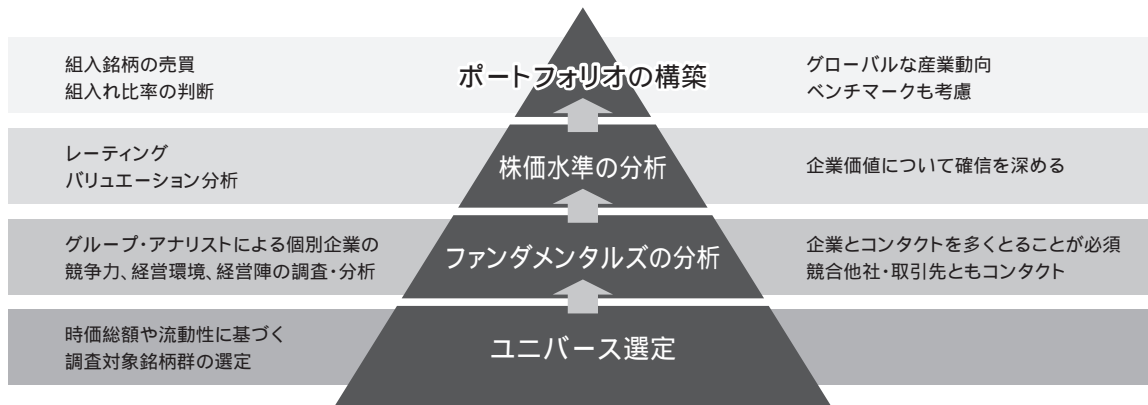 組入銘柄の売買
組入れ比率の判断
ポートフォリオの構築
グローバルな産業動向
ベンチマークも考慮
レーティング
バリュエーション分析
株価水準の分析
企業価値について確信を深める
グループ・アナリストによる個別企業の
競争力、経営環境、経営陣の調査・分析
ファンダメンタルズの分析
企業とコンタクトを多くとることが必須
競合他社・取引先ともコンタクト
時価総額や流動性に基づく
調査対象銘柄群の選定
ユニバース選定